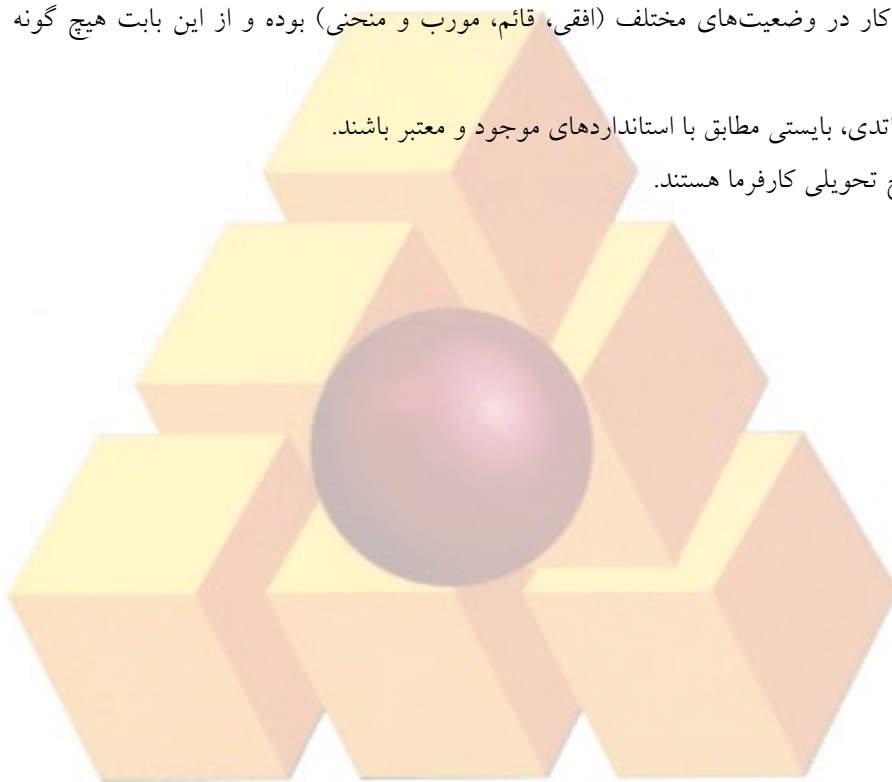 کار در وضعیت‌های مختلف (افقی، قائم، مورب و منحنی) بوده و از این بابت هیچ گونه
بایستی مطابق با استانداردهای موجود و معتبر باشند.
تحویلی کارفرما هستند.